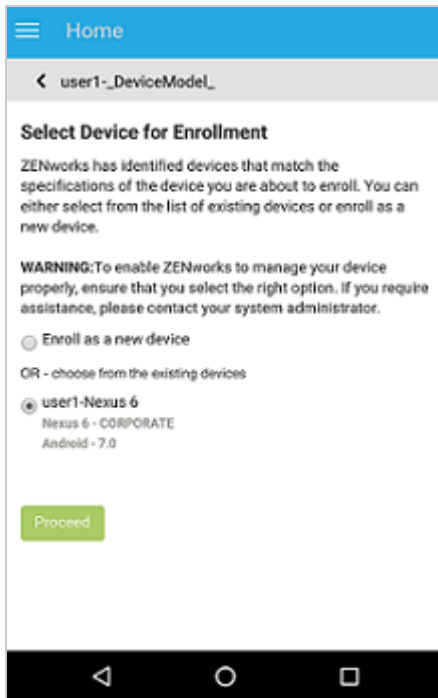 Home
user1-_DeviceModel_
Select Device for Enrollment
ZENworks has identified devices that match the
specifications of the device you are about to enroll. You can
either select from the list of existing devices or enroll as a
new device.
WARNING:To enable ZENworks to manage your device
properly, ensure that you select the right option. If you require
assistance, please contact your system administrator.
Enroll as a new device
OR - choose from the existing devices
user1-Nexus 6
Nexus 6 - CORPORATE
Android - 7.0
Proceed